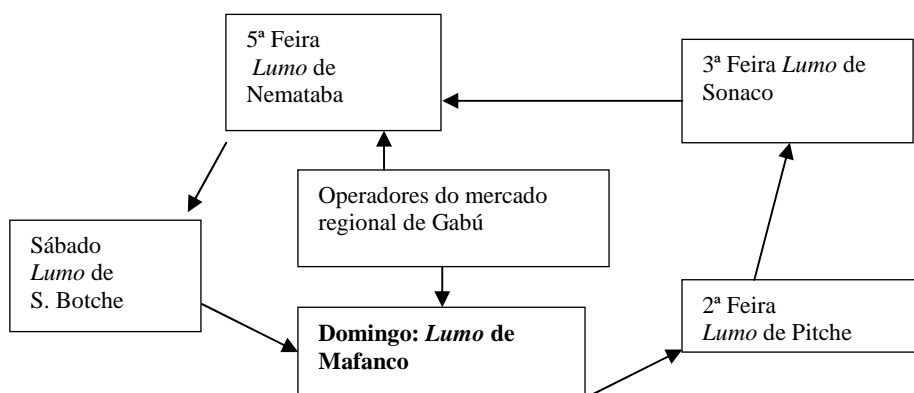 5ª Feira
Lumo de
Nemataba
3ª Feira Lumo de
Sonaco
Operadores do mercado
regional de Gabú
Sábado
Lumo de
S. Botche
Domingo: Lumo de
Mafanco
2ª Feira
Lumo de Pitche